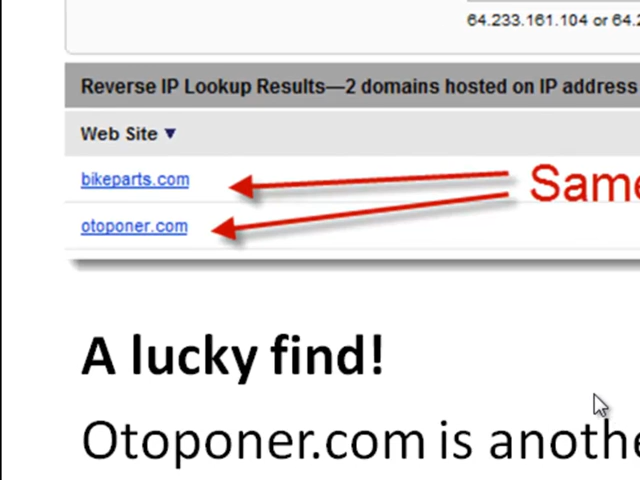 64.233.161.104 or 64.2
Reverse IP Lookup Results—2 domains hosted on IP address
Web Site ▼
bikeparts.com
Same
otoponer.com
A lucky find!
Otoponer.com is anothe